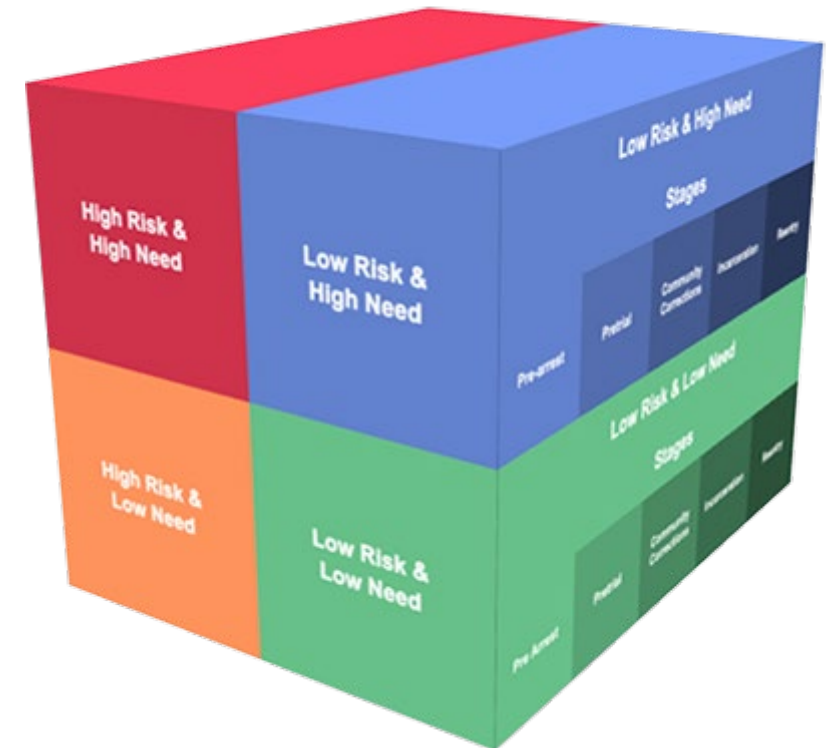 High Risk &
High Need
Low Risk &
High Need
High Risk &
Low Need
Low Risk &
Low Need
Low Risk & High Need
Stages
Pre-arrest
Pretrial
Community
Corrections
Incarceration
Reentry
Low Risk & Low Need
Stages
Pre Arrest
Pretrial
Community
Corrections
Incarceration
Reentry